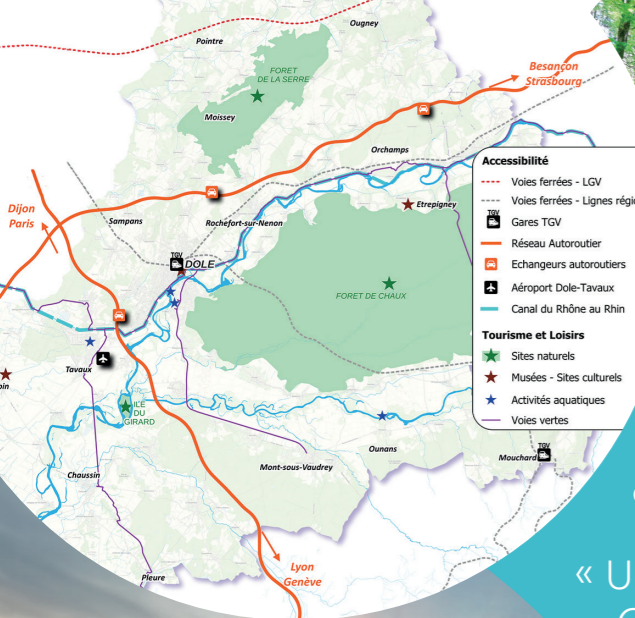 Ougney
Pointre
FORET
DE LA SERRE
Besançon
Strasbourg
Moissey
Orchamps
Dijon
Paris
Sampans
Rochefort-sur-Nenon
Etrepigney
TGV
DOLE
FORET DE CHAUX
Tavaux
ILE
DU
GIRARD
Ounans
Mont-sous-Vaudrey
Chaussin
TGV
Mouchard
Lyon
Genève
Pleure
Accessibilité
Voies ferrées - LGV
Voies ferrées - Lignes régio
TGV
Gares TGV
Réseau Autoroutier
Echangeurs autoroutiers
Aéroport Dole-Tavaux
Canal du Rhône au Rhin
Tourisme et Loisirs
Sites naturels
Musées - Sites culturels
Activités aquatiques
Voies vertes
« U